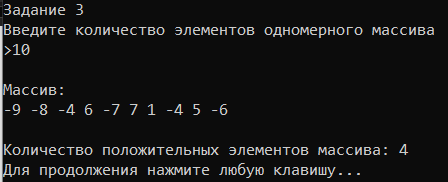 Задание 3
Введите количество элементов одномерного массива
>10
Массив:
-9 -8 -4 6 -7 7 1 -4 5 -6
Количество положительных элементов массива: 4
Для продолжения нажмите любую клавишу...